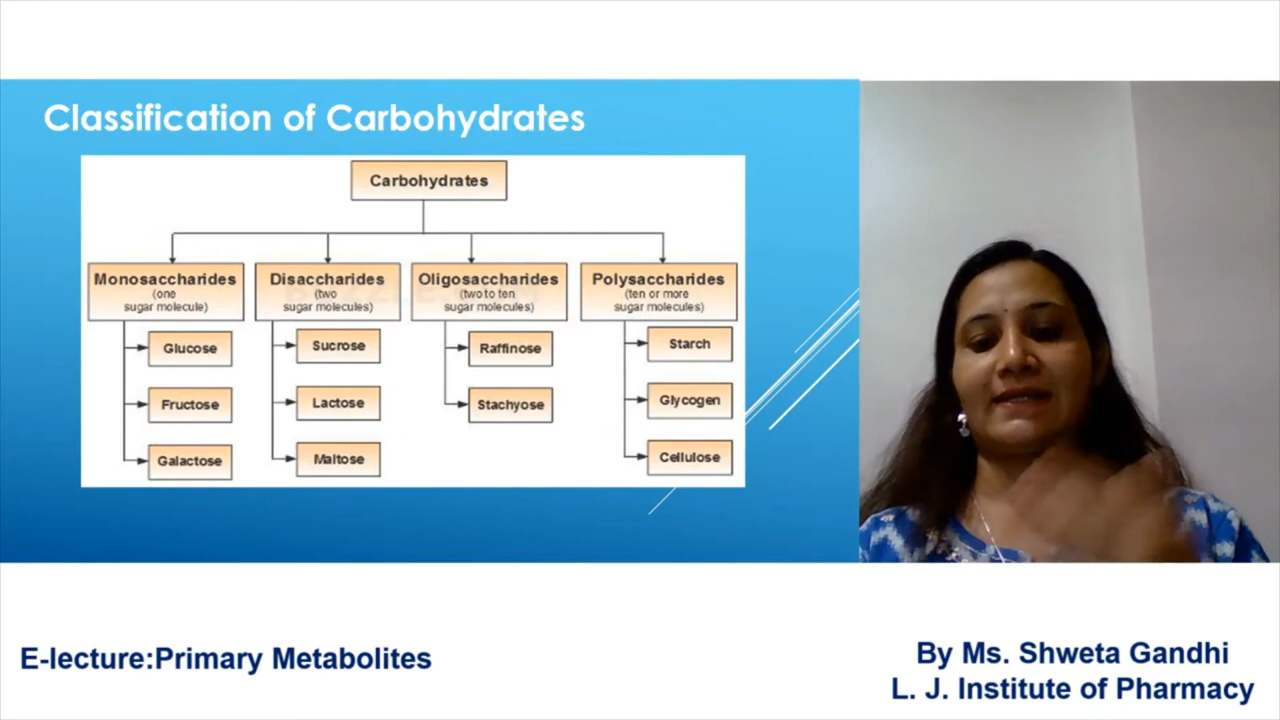 Classification of Carbohydrates
Carbohydrates
Monosaccharides
(one
sugar molecule)
Disaccharides
(two
sugar molecules)
Oligosaccharides
(two to ten
sugar molecules)
Polysaccharides
(ten or more
sugar molecules)
Glucose
Fructose
Galactose
Sucrose
Lactose
Maltose
Raffinose
Stachyose
Starch
Glycogen
Cellulose
E-lecture:Primary Metabolites
By Ms. Shweta Gandhi
L. J. Institute of Pharmacy